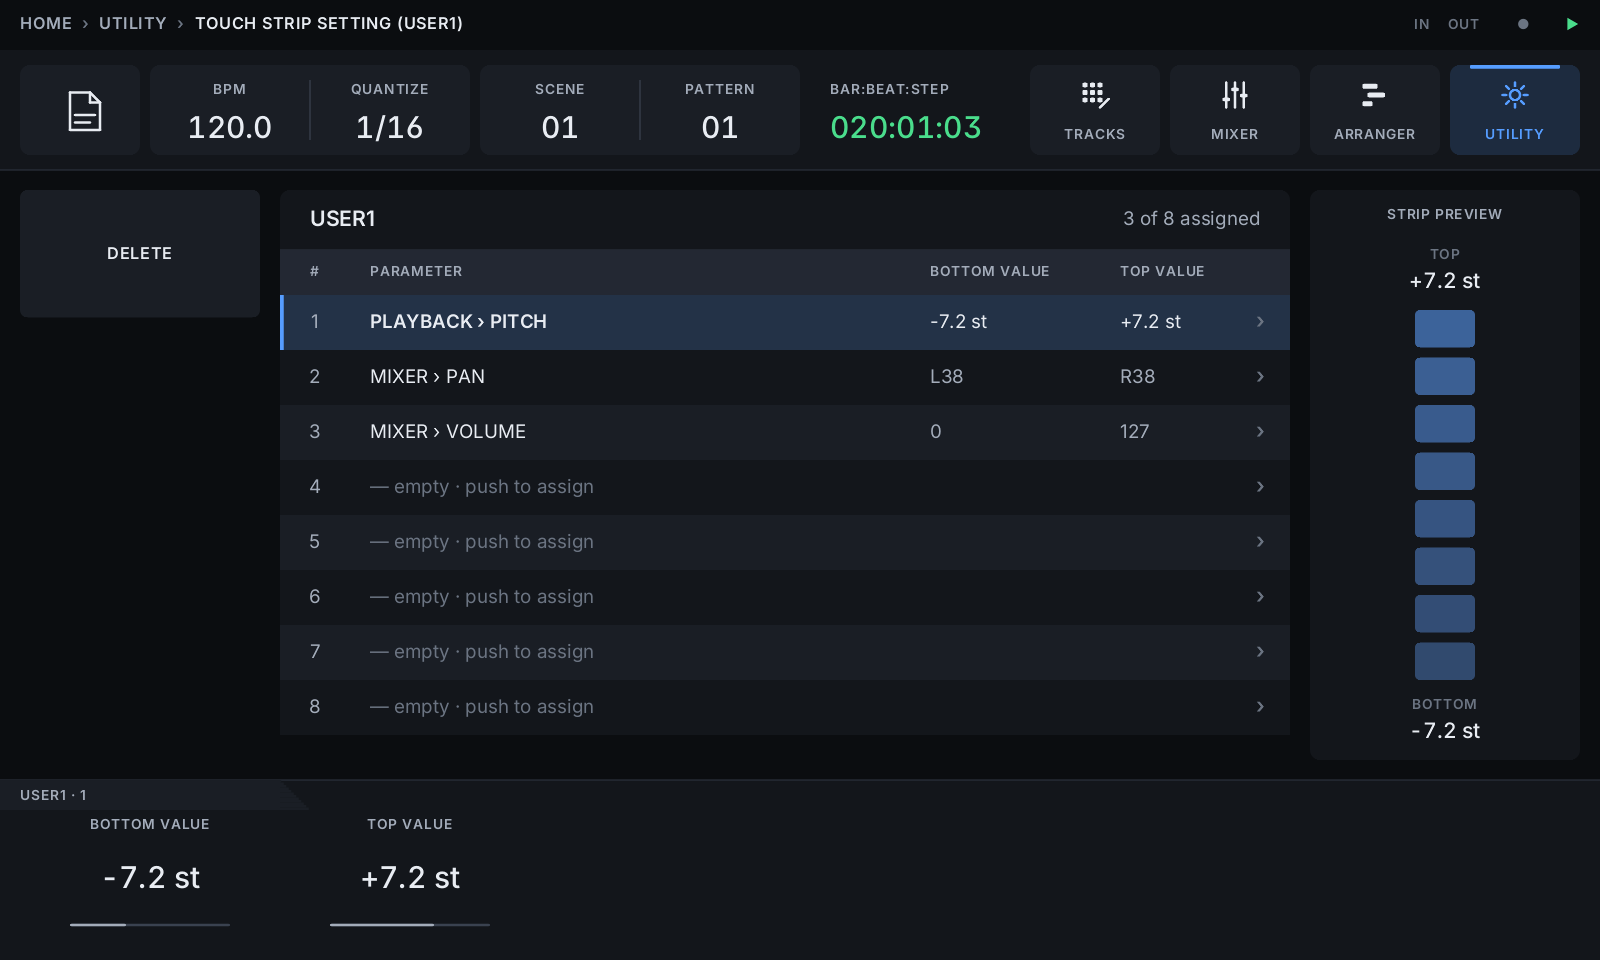 HOME › UTILITY › TOUCH STRIP SETTING (USER1)
IN OUT
BPM
120.0
QUANTIZE
1/16
SCENE
01
PATTERN
01
BAR:BEAT:STEP
020:01:03
TRACKS
MIXER
ARRANGER
UTILITY
DELETE
USER1
3 of 8 assigned
# PARAMETER BOTTOM VALUE TOP VALUE
1 PLAYBACK › PITCH -7.2 st +7.2 st ›
2 MIXER › PAN L38 R38 ›
3 MIXER › VOLUME 0 127 ›
4 — empty · push to assign ›
5 — empty · push to assign ›
6 — empty · push to assign ›
7 — empty · push to assign ›
8 — empty · push to assign ›
STRIP PREVIEW
TOP
+7.2 st
BOTTOM
-7.2 st
USER1 · 1
BOTTOM VALUE
-7.2 st
TOP VALUE
+7.2 st